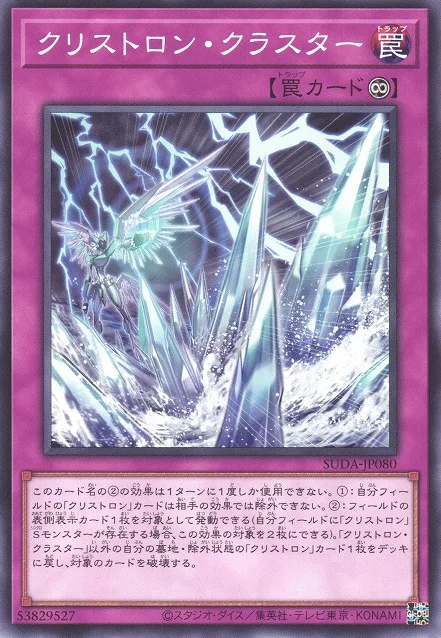 クリストロン・クラスター 罠
【罠カード】
SUDA-JP080
このカード名の②の効果は1ターンに1度しか使用できない。①：自分フィー
ルドの「クリストロン」カードは相手の効果では除外できない。②：フィールドの
表側表示カード1枚を対象として発動できる(自分フィールドに「クリストロン」
Sモンスターが存在する場合、この効果の対象を2枚にできる)。「クリストロン・
クラスター」以外の自分の墓地・除外状態の「クリストロン」カード1枚をデッキ
に戻し、対象のカードを破壊する。
53829527 ©スタジオ・ダイス／集英社・テレビ東京・KONAMI